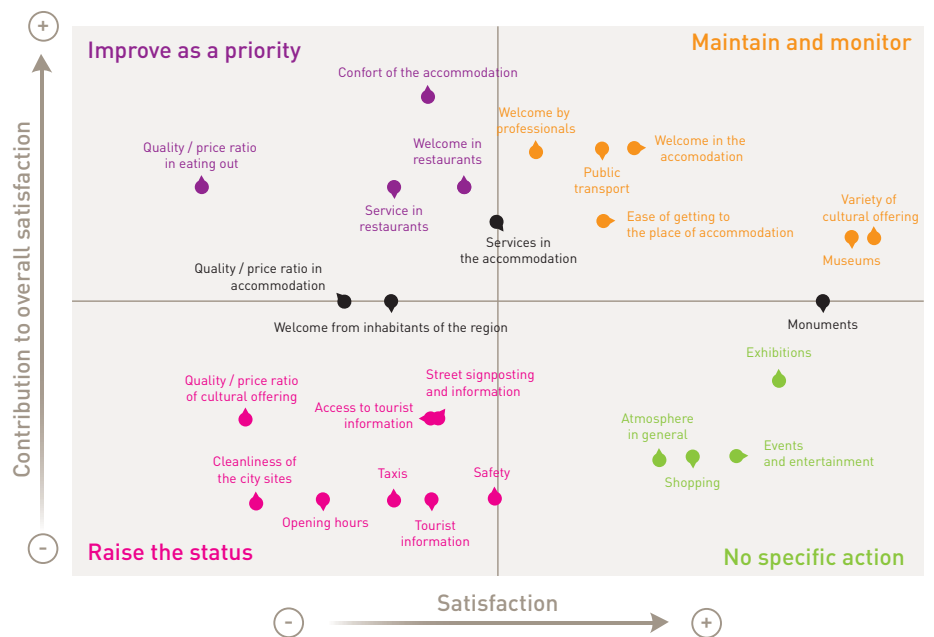 +
Improve as a priority
Maintain and monitor
Confort of the accommodation
Welcome by
professionals
Quality / price ratio
in eating out
Welcome in
restaurants
Welcome in the
accomodation
Public
transport
Service in
restaurants
Variety of
cultural offering
Ease of getting to
the place of accommodation
Services in
the accommodation
Museums
Quality / price ratio in
accommodation
Welcome from inhabitants of the region
Monuments
Contribution to overall satisfaction
Exhibitions
Quality / price ratio
of cultural offering
Street signposting
and information
Access to tourist
information
Atmosphere
in general
Events
and entertainment
Shopping
Cleanliness of
the city sites
Taxis
Safety
Opening hours
Tourist
information
-
Raise the status
No specific action
Satisfaction
-
+